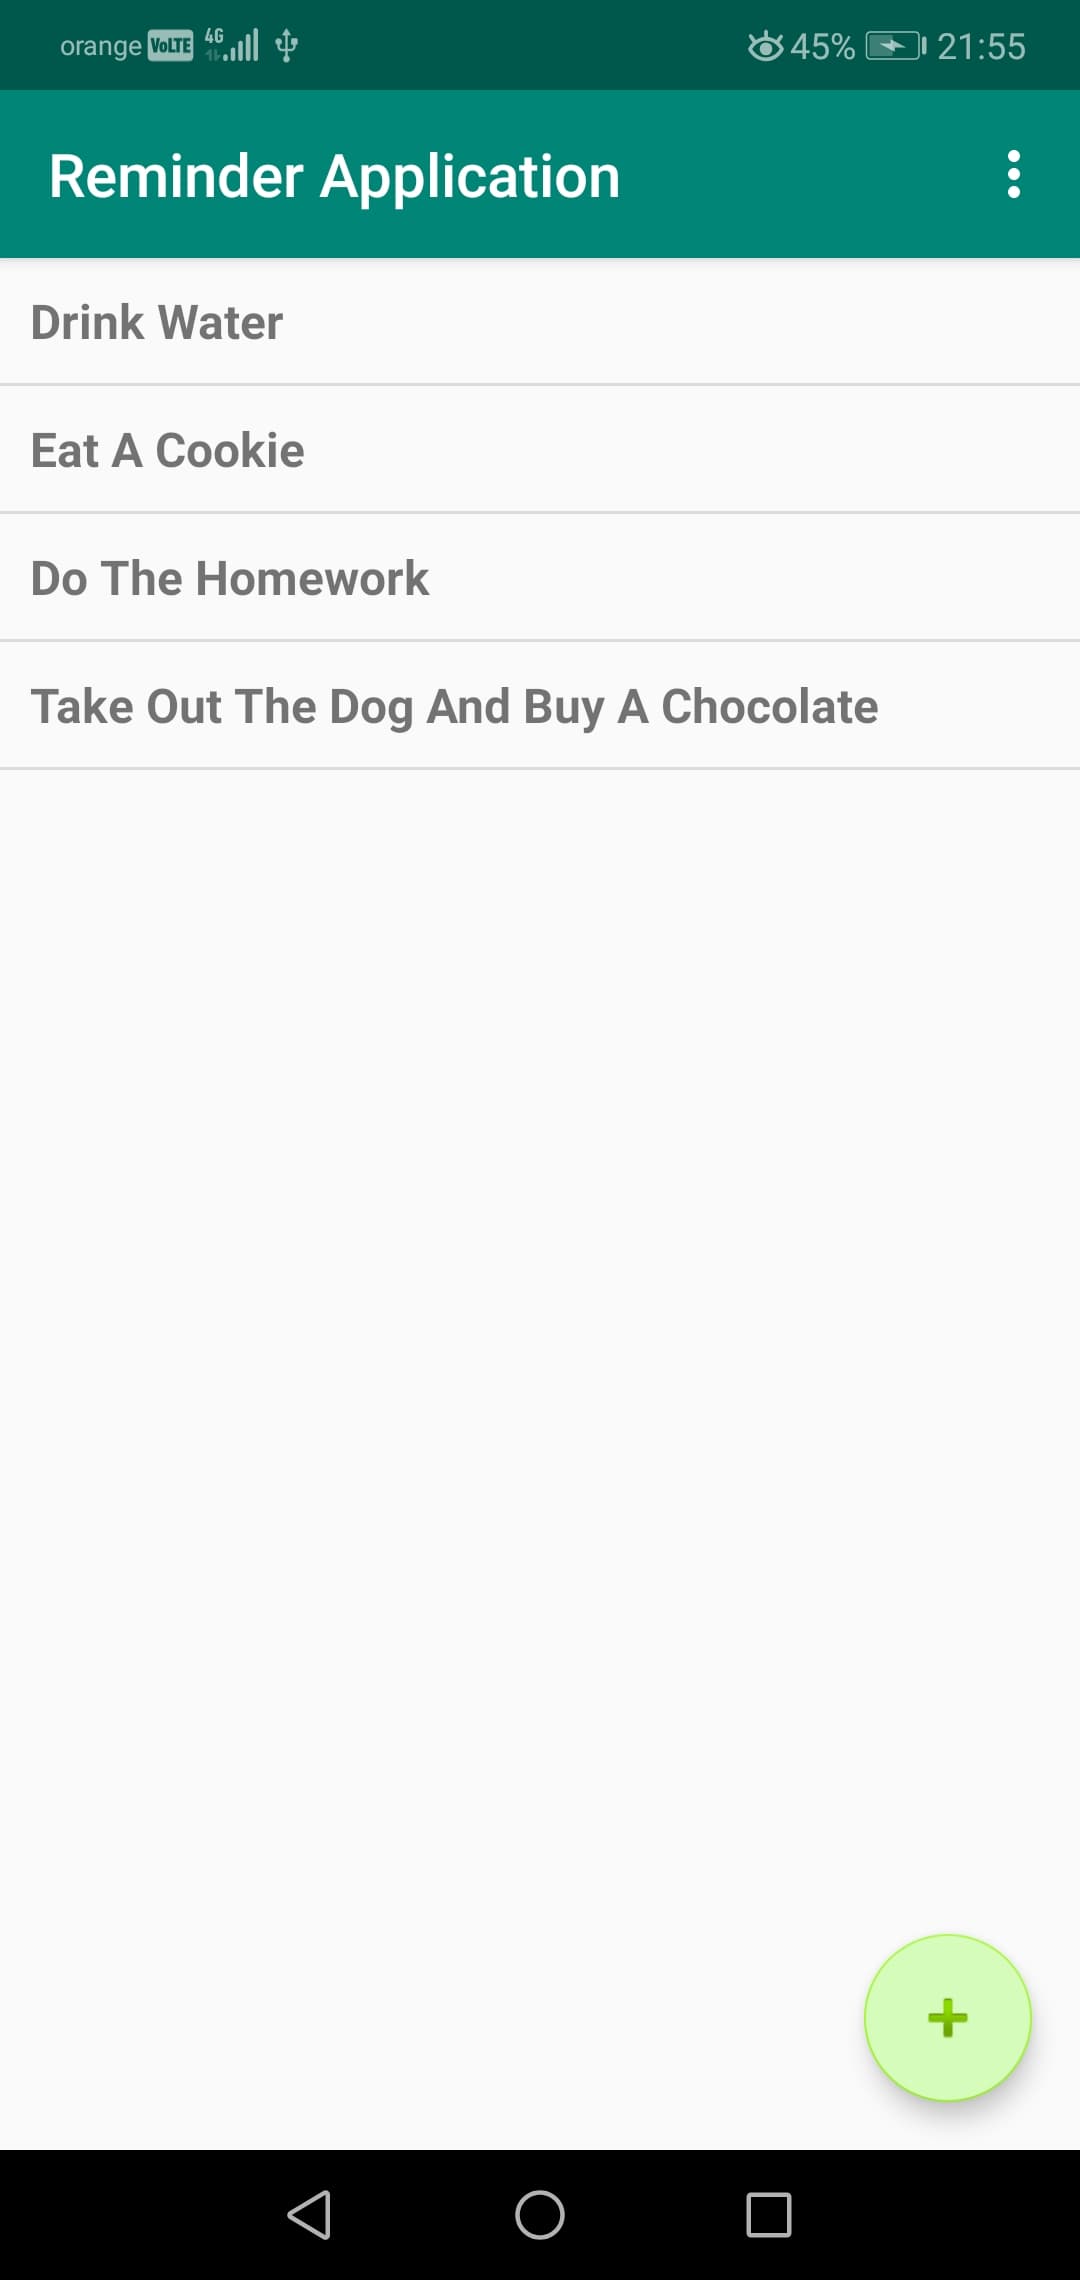 orange VoLTE 4G 45% 21:55
Reminder Application
Drink Water
Eat A Cookie
Do The Homework
Take Out The Dog And Buy A Chocolate